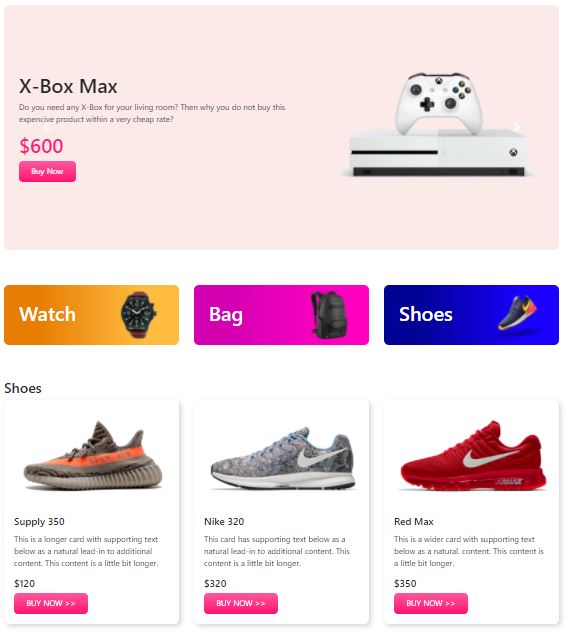 X-Box Max
Do you need any X-Box for your living room? Then why you do not buy this
expencive product within a very cheap rate?
$600
Buy Now
Watch
Bag
Shoes
Shoes
Supply 350
This is a longer card with supporting text
below as a natural lead-in to additional
content. This content is a little bit longer.
$120
BUY NOW >>
Nike 320
This card has supporting text below as a
natural lead-in to additional content. This
content is a little bit longer.
$320
BUY NOW >>
AIRMAX
Red Max
This is a wider card with supporting text
below as a natural. content. This content is
a little bit longer.
$350
BUY NOW >>